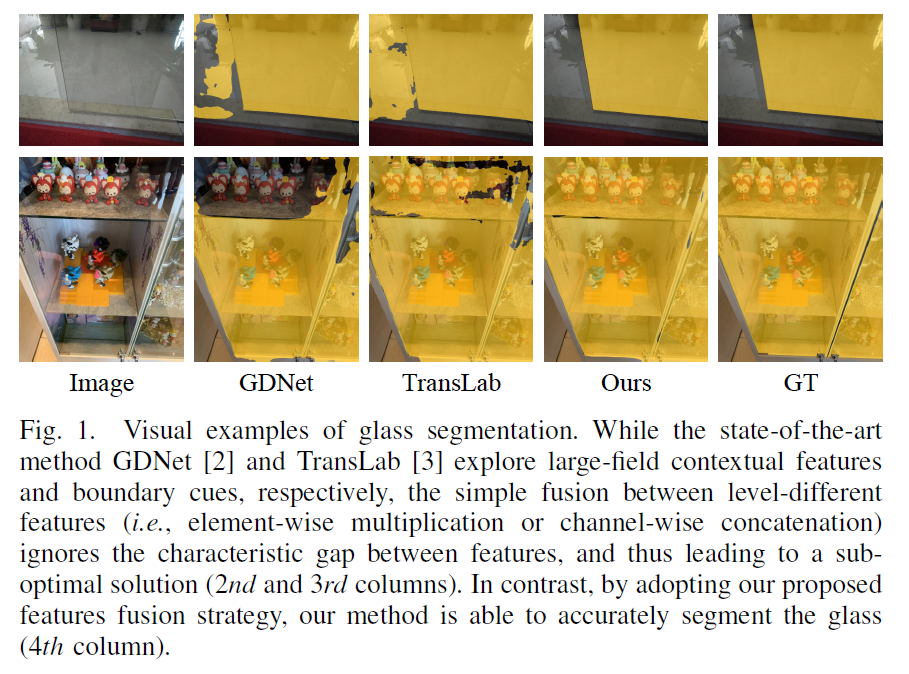 Image GDNet TransLab Ours GT
Fig. 1. Visual examples of glass segmentation. While the state-of-the-art
method GDNet [2] and TransLab [3] explore large-field contextual features
and boundary cues, respectively, the simple fusion between level-different
features (i.e., element-wise multiplication or channel-wise concatenation)
ignores the characteristic gap between features, and thus leading to a sub-
optimal solution (2nd and 3rd columns). In contrast, by adopting our proposed
features fusion strategy, our method is able to accurately segment the glass
(4th column).